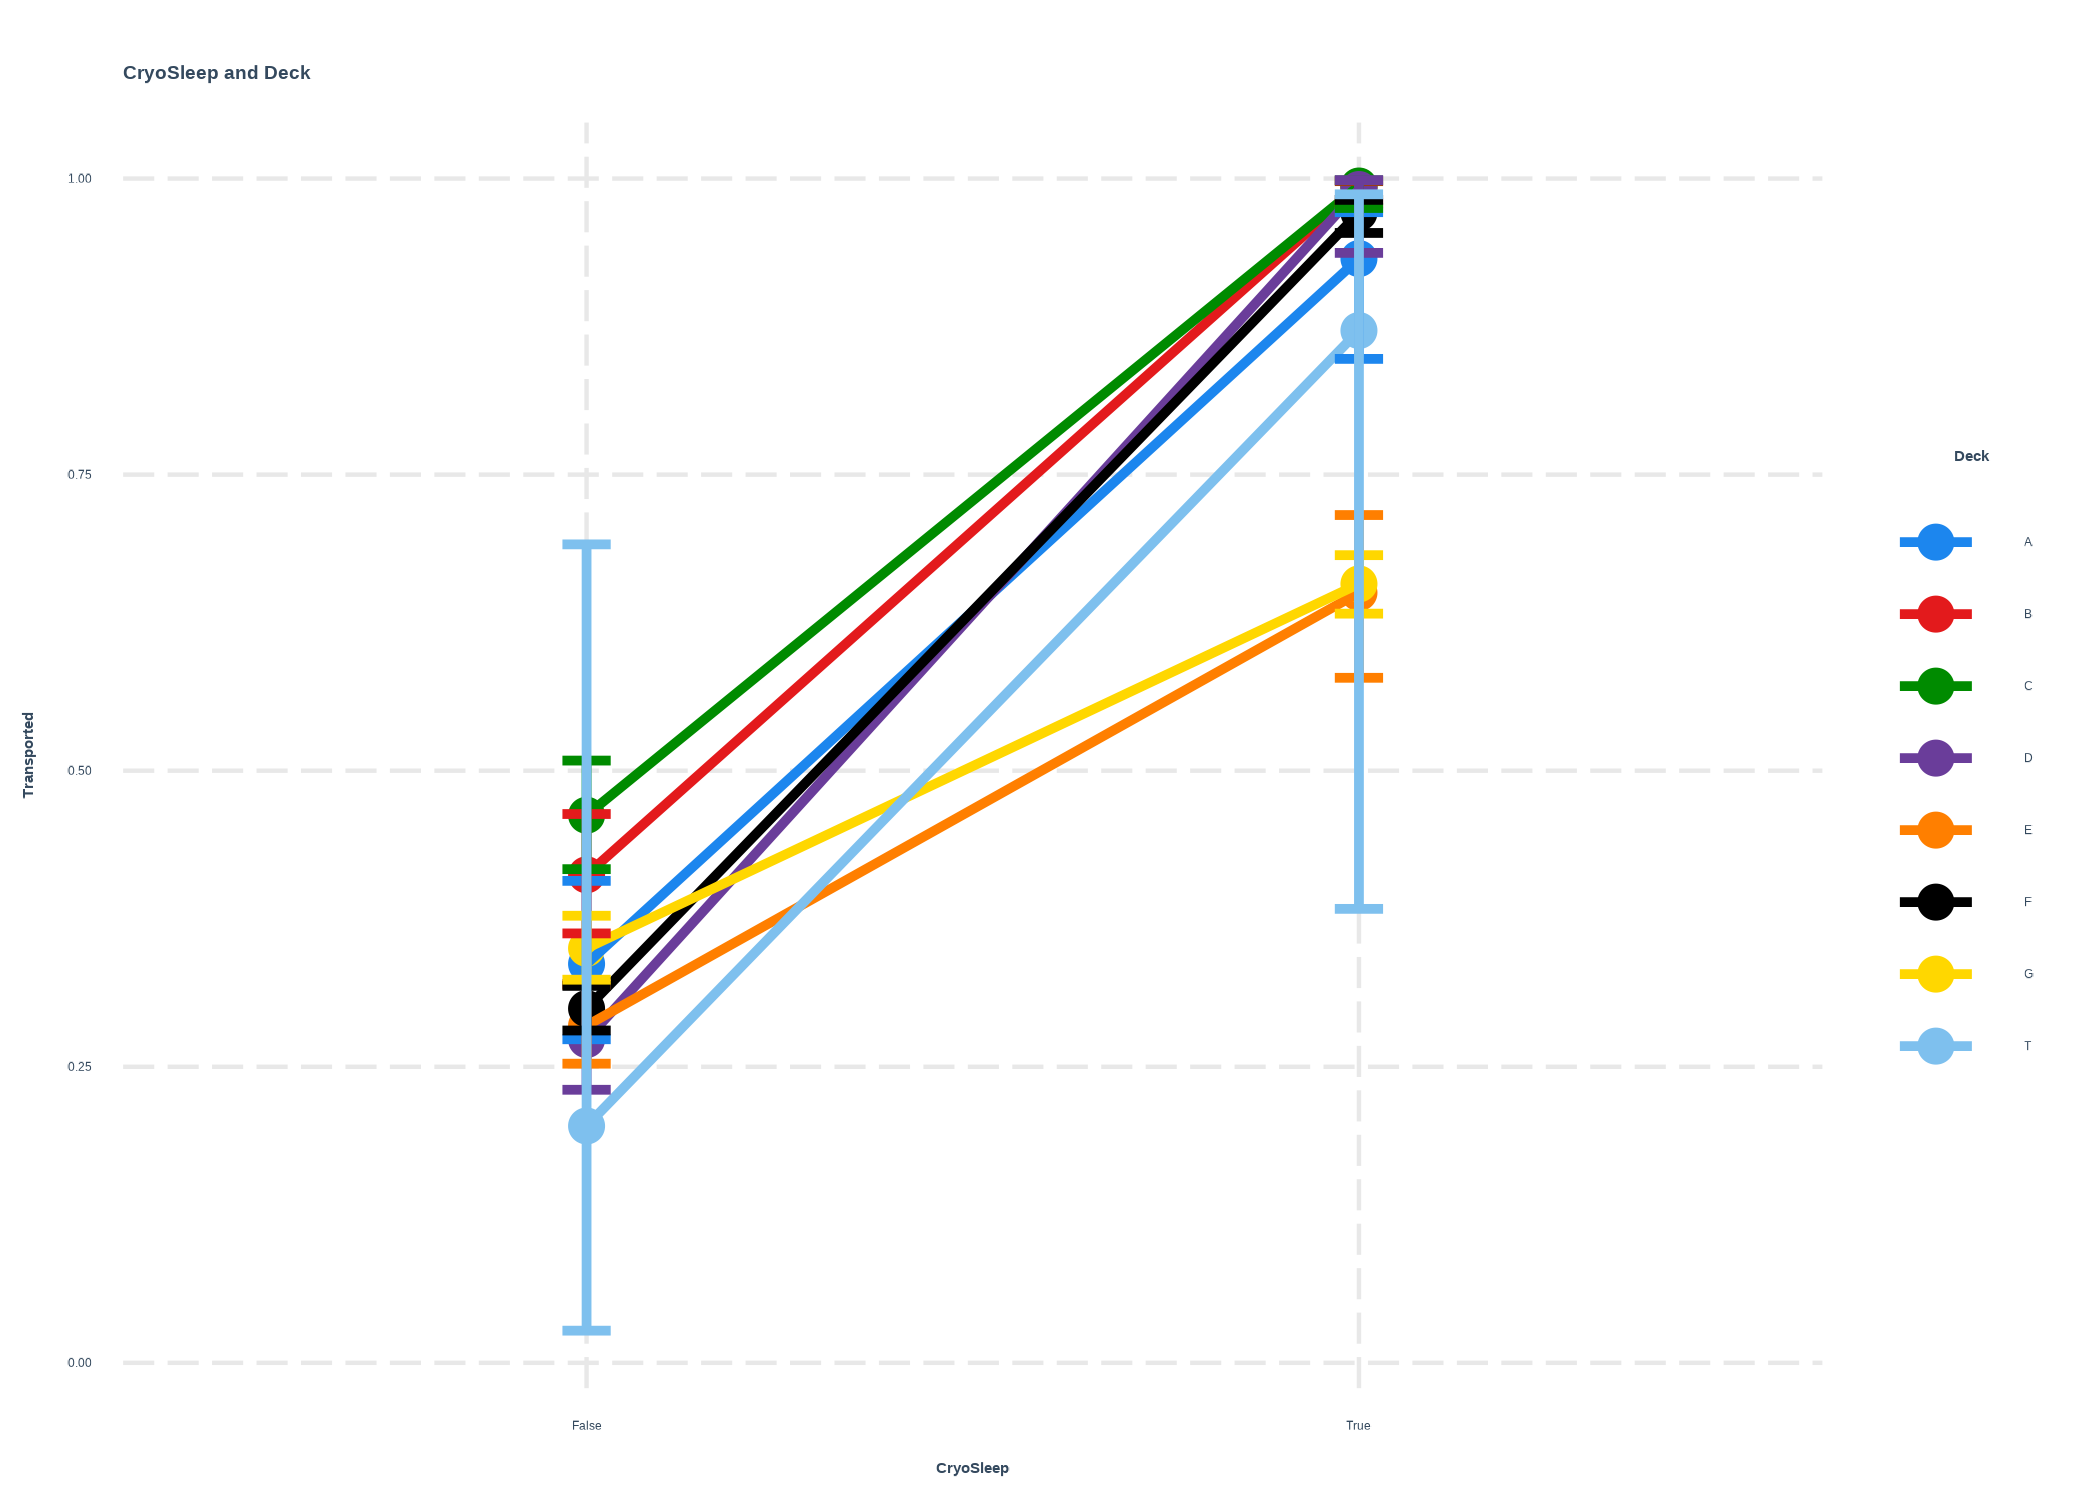 CryoSleep and Deck
1.00
0.75
0.50
0.25
0.00
Transported
False
True
CryoSleep
Deck
A
B
C
D
E
F
G
T